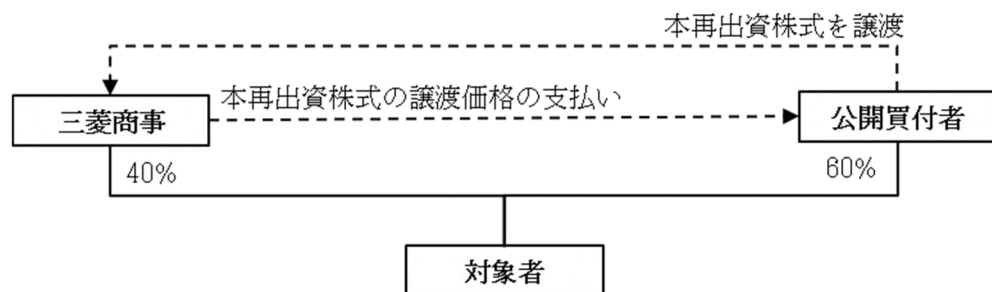 本再出資株式を譲渡
本再出資株式の譲渡価格の支払い
三菱商事
公開買付者
40%
60%
対象者